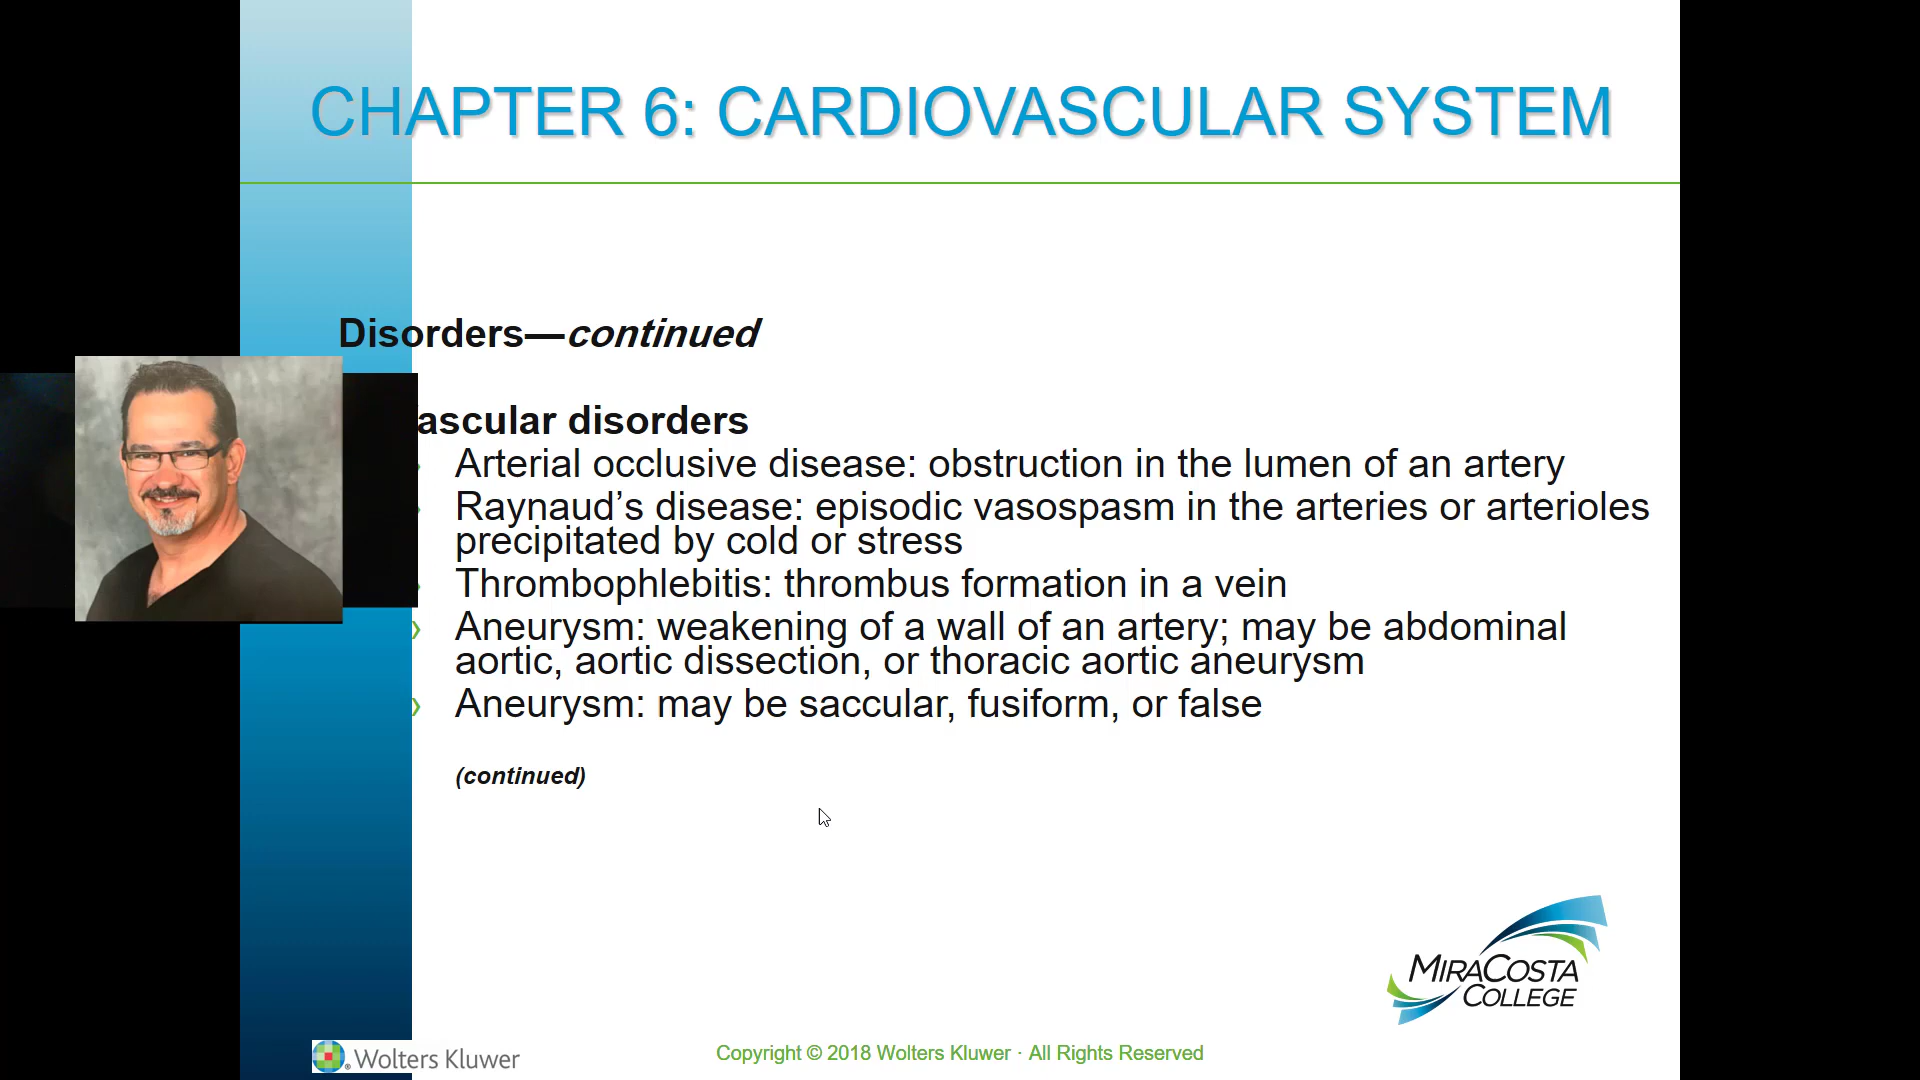 CHAPTER 6: CARDIOVASCULAR SYSTEM
Disorders—continued
ascular disorders
Arterial occlusive disease: obstruction in the lumen of an artery
Raynaud’s disease: episodic vasospasm in the arteries or arterioles
precipitated by cold or stress
Thrombophlebitis: thrombus formation in a vein
Aneurysm: weakening of a wall of an artery; may be abdominal
aortic, aortic dissection, or thoracic aortic aneurysm
Aneurysm: may be saccular, fusiform, or false
(continued)
MIRACOSTA
COLLEGE
Wolters Kluwer
Copyright © 2018 Wolters Kluwer · All Rights Reserved